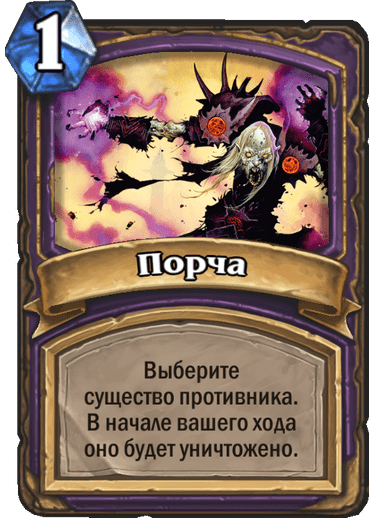 1
Порча
Выберите
существо противника.
В начале вашего хода
оно будет уничтожено.